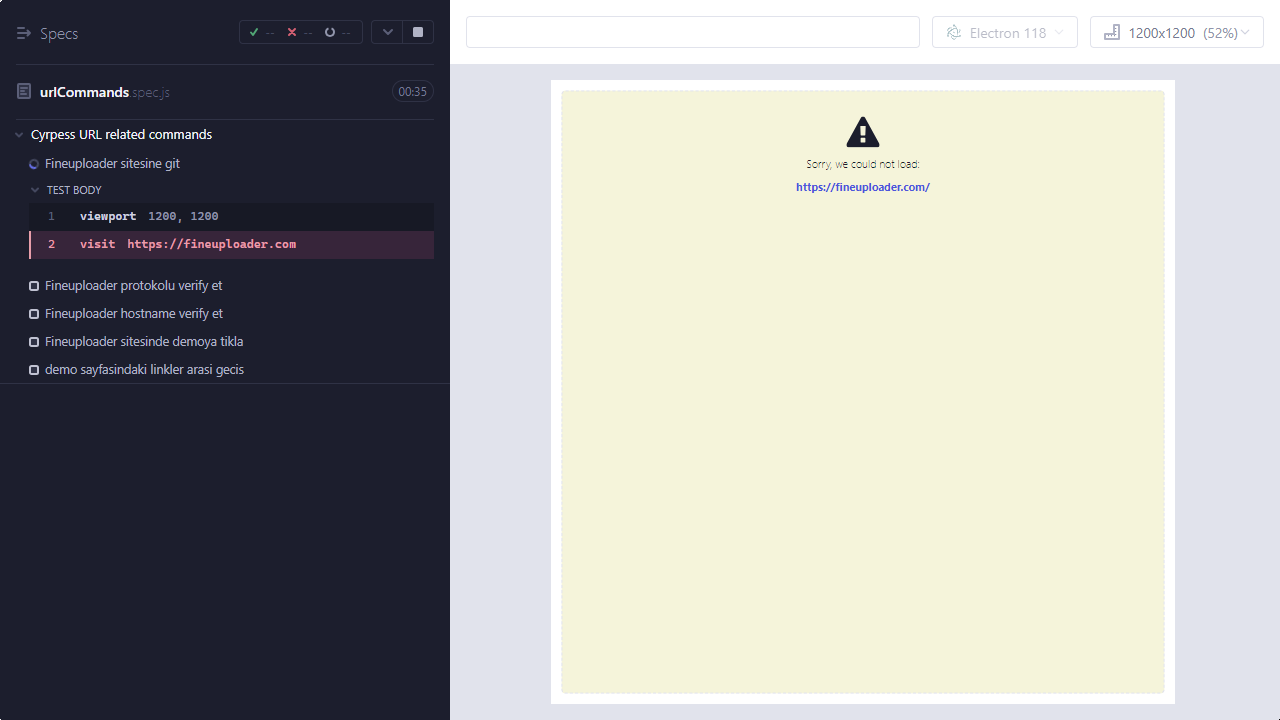 Specs
-- -- --
urlCommands.spec.js 00:35
Cyrpess URL related commands
Fineuploader sitesine git
TEST BODY
1 viewport 1200, 1200
2 visit https://fineuploader.com
Fineuploader protokolu verify et
Fineuploader hostname verify et
Fineuploader sitesinde demoya tikla
demo sayfasindaki linkler arasi gecis
Electron 118
1200x1200 (52%)
Sorry, we could not load:
https://fineuploader.com/